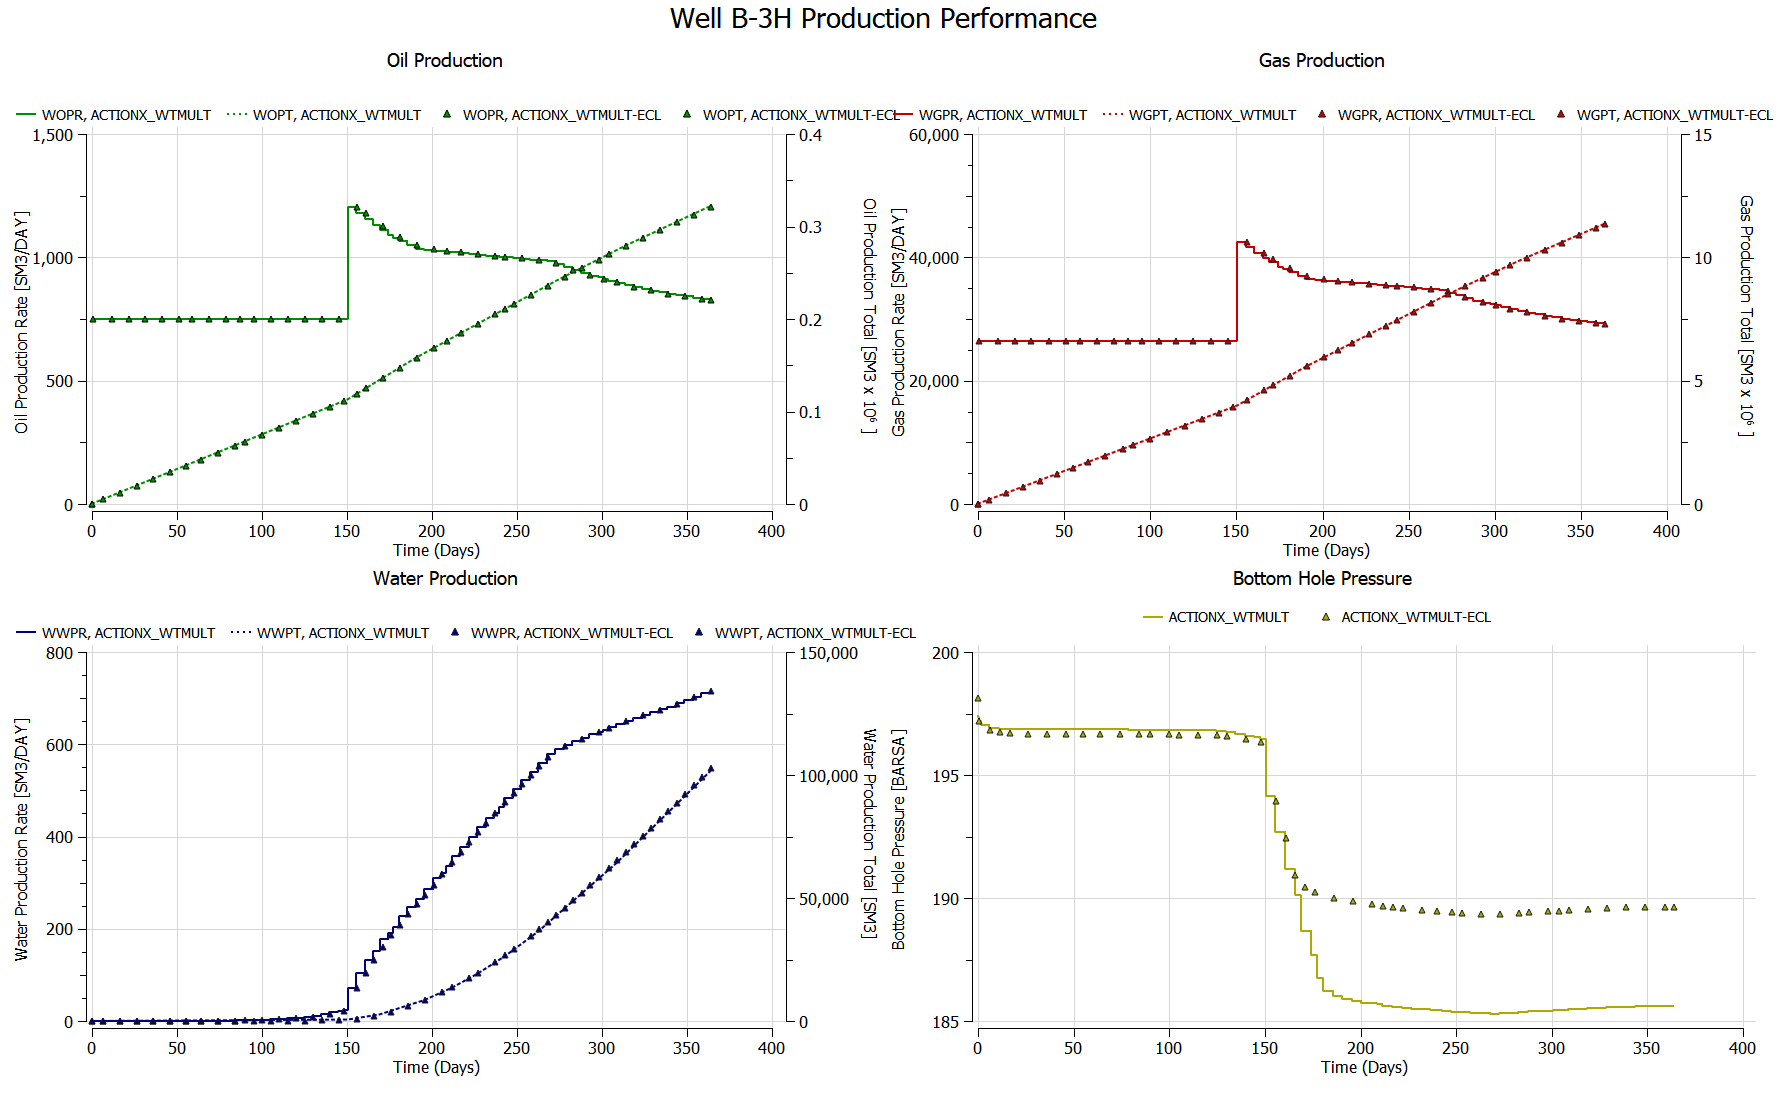 Well B-3H Production Performance
Oil Production
WOPR, ACTIONX_WTMULT WOPT, ACTIONX_WTMULT WOPR, ACTIONX_WTMULT-ECL WOPT, ACTIONX_WTMULT-ECL
1,500
1,000
500
0
Oil Production Rate [SM3/DAY]
0.4
0.3
0.2
0.1
0
Oil Production Total [SM3 x 10⁶ ]
0 50 100 150 200 250 300 350 400
Time (Days)
Gas Production
WGPR, ACTIONX_WTMULT WGPT, ACTIONX_WTMULT WGPR, ACTIONX_WTMULT-ECL WGPT, ACTIONX_WTMULT-ECL
60,000
40,000
20,000
0
Gas Production Rate [SM3/DAY]
15
10
5
0
Gas Production Total [SM3 x 10⁶ ]
0 50 100 150 200 250 300 350 400
Time (Days)
Water Production
WWPR, ACTIONX_WTMULT WWPT, ACTIONX_WTMULT WWPR, ACTIONX_WTMULT-ECL WWPT, ACTIONX_WTMULT-ECL
800
600
400
200
0
Water Production Rate [SM3/DAY]
150,000
100,000
50,000
0
Water Production Total [SM3 ]
0 50 100 150 200 250 300 350 400
Time (Days)
Bottom Hole Pressure
ACTIONX_WTMULT ACTIONX_WTMULT-ECL
200
195
190
185
Bottom Hole Pressure [BARSA]
0 50 100 150 200 250 300 350 400
Time (Days)